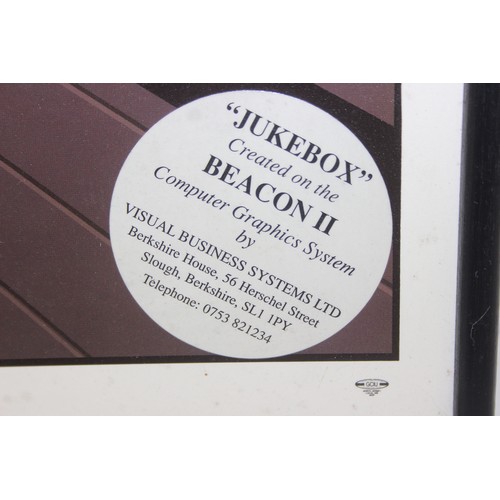 “JUKEBOX”
Created on the
BEACON II
Computer Graphics System
by
VISUAL BUSINESS SYSTEMS LTD
Berkshire House, 56 Herschel Street
Slough, Berkshire, SL1 1PY
Telephone: 0753 821234